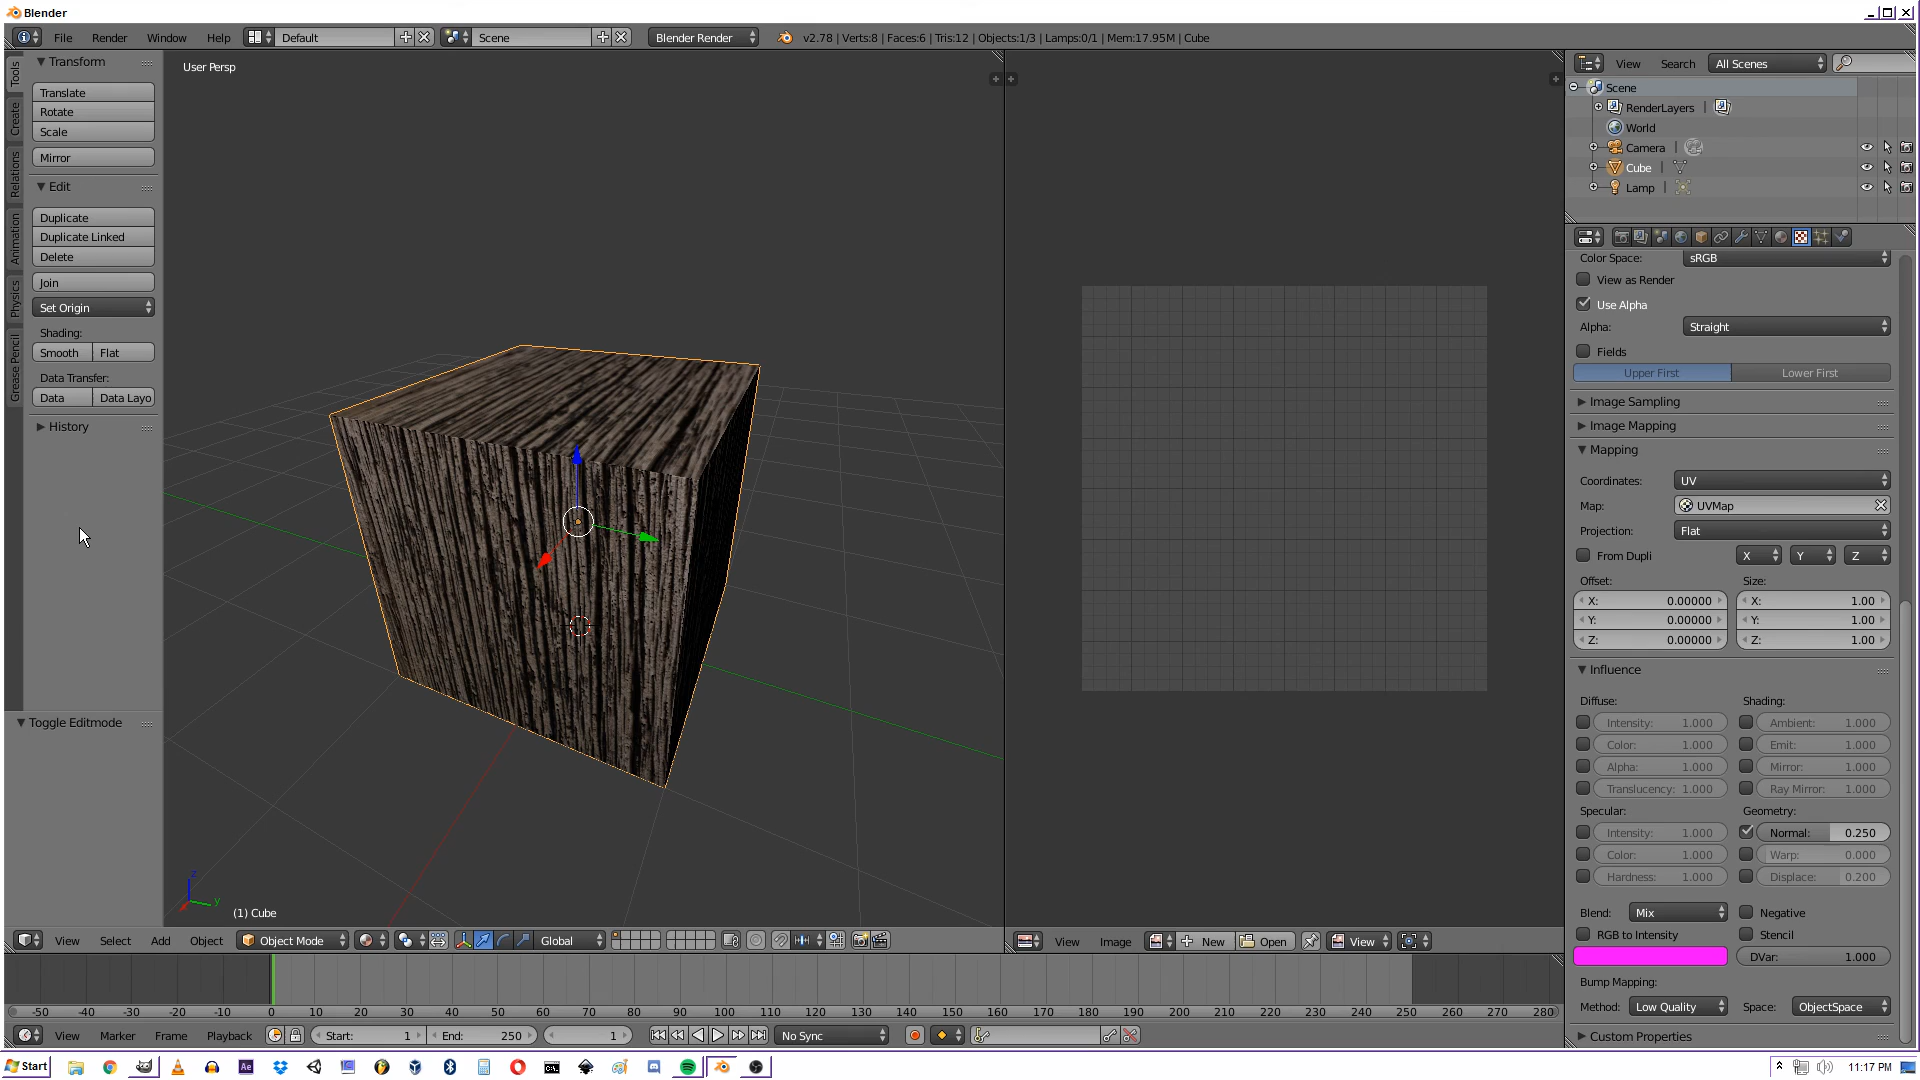 Blender
File Render Window Help Default Scene Blender Render v2.78 | Verts:8 | Faces:6 | Tris:12 | Objects:1/3 | Lamps:0/1 | Mem:17.95M | Cube
Tools
Create
Relations
Animation
Physics
Grease Pencil
Transform
Translate
Rotate
Scale
Mirror
Edit
Duplicate
Duplicate Linked
Delete
Join
Set Origin
Shading:
Smooth Flat
Data Transfer:
Data Data Layo
History
Toggle Editmode
User Persp
z
y
(1) Cube
View Select Add Object Object Mode Global
View Image New Open View
-50 -40 -30 -20 -10 0 10 20 30 40 50 60 70 80 90 100 110 120 130 140 150 160 170 180 190 200 210 220 230 240 250 260 270 280
View Marker Frame Playback Start: 1 End: 250 1 No Sync
View Search All Scenes
Scene
RenderLayers |
World
Camera |
Cube |
Lamp |
Color Space: sRGB
View as Render
Use Alpha
Alpha: Straight
Fields
Upper First Lower First
Image Sampling
Image Mapping
Mapping
Coordinates: UV
Map: UVMap
Projection: Flat
From Dupli X Y Z
Offset: Size:
X: 0.00000 X: 1.00
Y: 0.00000 Y: 1.00
Z: 0.00000 Z: 1.00
Influence
Diffuse: Shading:
Intensity: 1.000 Ambient: 1.000
Color: 1.000 Emit: 1.000
Alpha: 1.000 Mirror: 1.000
Translucency: 1.000 Ray Mirror: 1.000
Specular: Geometry:
Intensity: 1.000 Normal: 0.250
Color: 1.000 Warp: 0.000
Hardness: 1.000 Displace: 0.200
Blend: Mix Negative
RGB to Intensity Stencil
DVar: 1.000
Bump Mapping:
Method: Low Quality Space: ObjectSpace
Custom Properties
Start Ae 11:17 PM